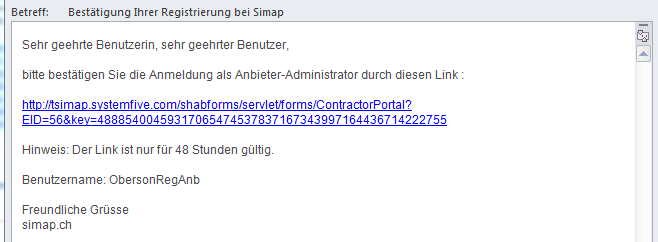 Betreff: Bestätigung Ihrer Registrierung bei Simap
Sehr geehrte Benutzerin, sehr geehrter Benutzer,
bitte bestätigen Sie die Anmeldung als Anbieter-Administrator durch diesen Link :
http://tsimap.systemfive.com/shabforms/servlet/forms/ContractorPortal?
EID=56&key=48885400459317065474537837167343997164436714222755
Hinweis: Der Link ist nur für 48 Stunden gültig.
Benutzername: ObersonRegAnb
Freundliche Grüsse
simap.ch